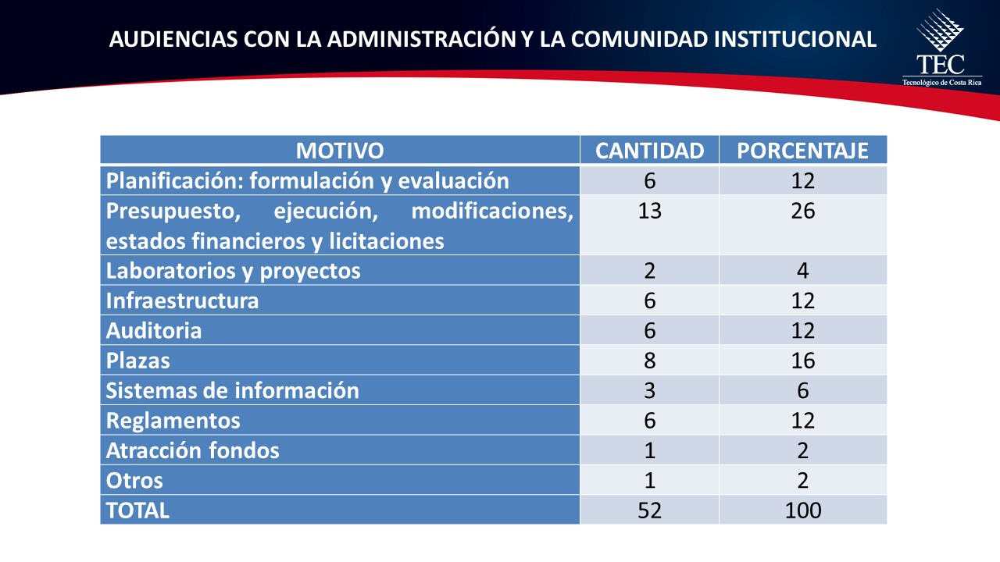 AUDIENCIAS CON LA ADMINISTRACIÓN Y LA COMUNIDAD INSTITUCIONAL
TEC
Tecnológico de Costa Rica
MOTIVO CANTIDAD PORCENTAJE
Planificación: formulación y evaluación 6 12
Presupuesto, ejecución, modificaciones, 13 26
estados financieros y licitaciones
Laboratorios y proyectos 2 4
Infraestructura 6 12
Auditoria 6 12
Plazas 8 16
Sistemas de información 3 6
Reglamentos 6 12
Atracción fondos 1 2
Otros 1 2
TOTAL 52 100